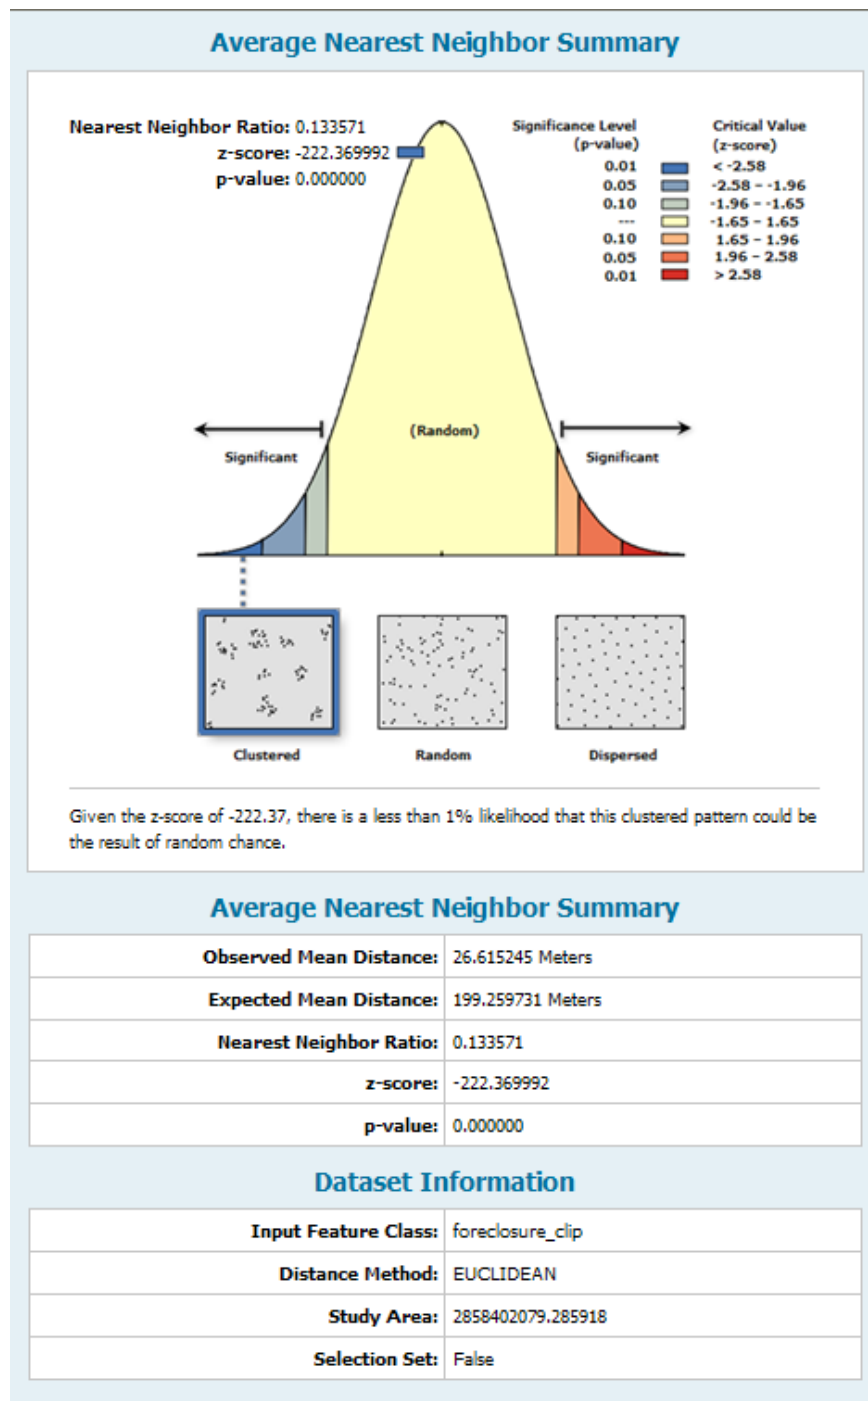 Average Nearest Neighbor Summary
Nearest Neighbor Ratio: 0.133571
z-score: -222.369992
p-value: 0.000000
Significance Level
(p-value)
Critical Value
(z-score)
0.01 < -2.58
0.05 -2.58 – -1.96
0.10 -1.96 – -1.65
--- -1.65 – 1.65
0.10 1.65 – 1.96
0.05 1.96 – 2.58
0.01 > 2.58
(Random)
Significant
Significant
Clustered
Random
Dispersed
Given the z-score of -222.37, there is a less than 1% likelihood that this clustered pattern could be
the result of random chance.
Average Nearest Neighbor Summary
Observed Mean Distance: 26.615245 Meters
Expected Mean Distance: 199.259731 Meters
Nearest Neighbor Ratio: 0.133571
z-score: -222.369992
p-value: 0.000000
Dataset Information
Input Feature Class: foreclosure_clip
Distance Method: EUCLIDEAN
Study Area: 2858402079.285918
Selection Set: False